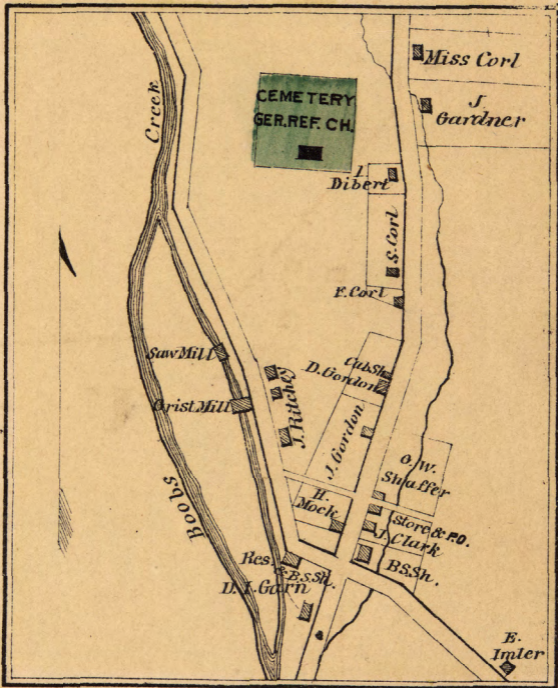 Miss Corl
J.
Gardner
Creek
CEMETERY
GER. REF. CH.
I.
Dibert
S. Corl
F. Corl
Saw Mill
Cab Sh.
D. Gordon
Grist Mill
J. Ritchey
J. Gordon
O. W.
Shaffer
H.
Mock
Store & P.O.
J. Clark
Boobs
Res.
& B.S.Sh.
B.S.Sh.
D. I. Garn
E.
Imler